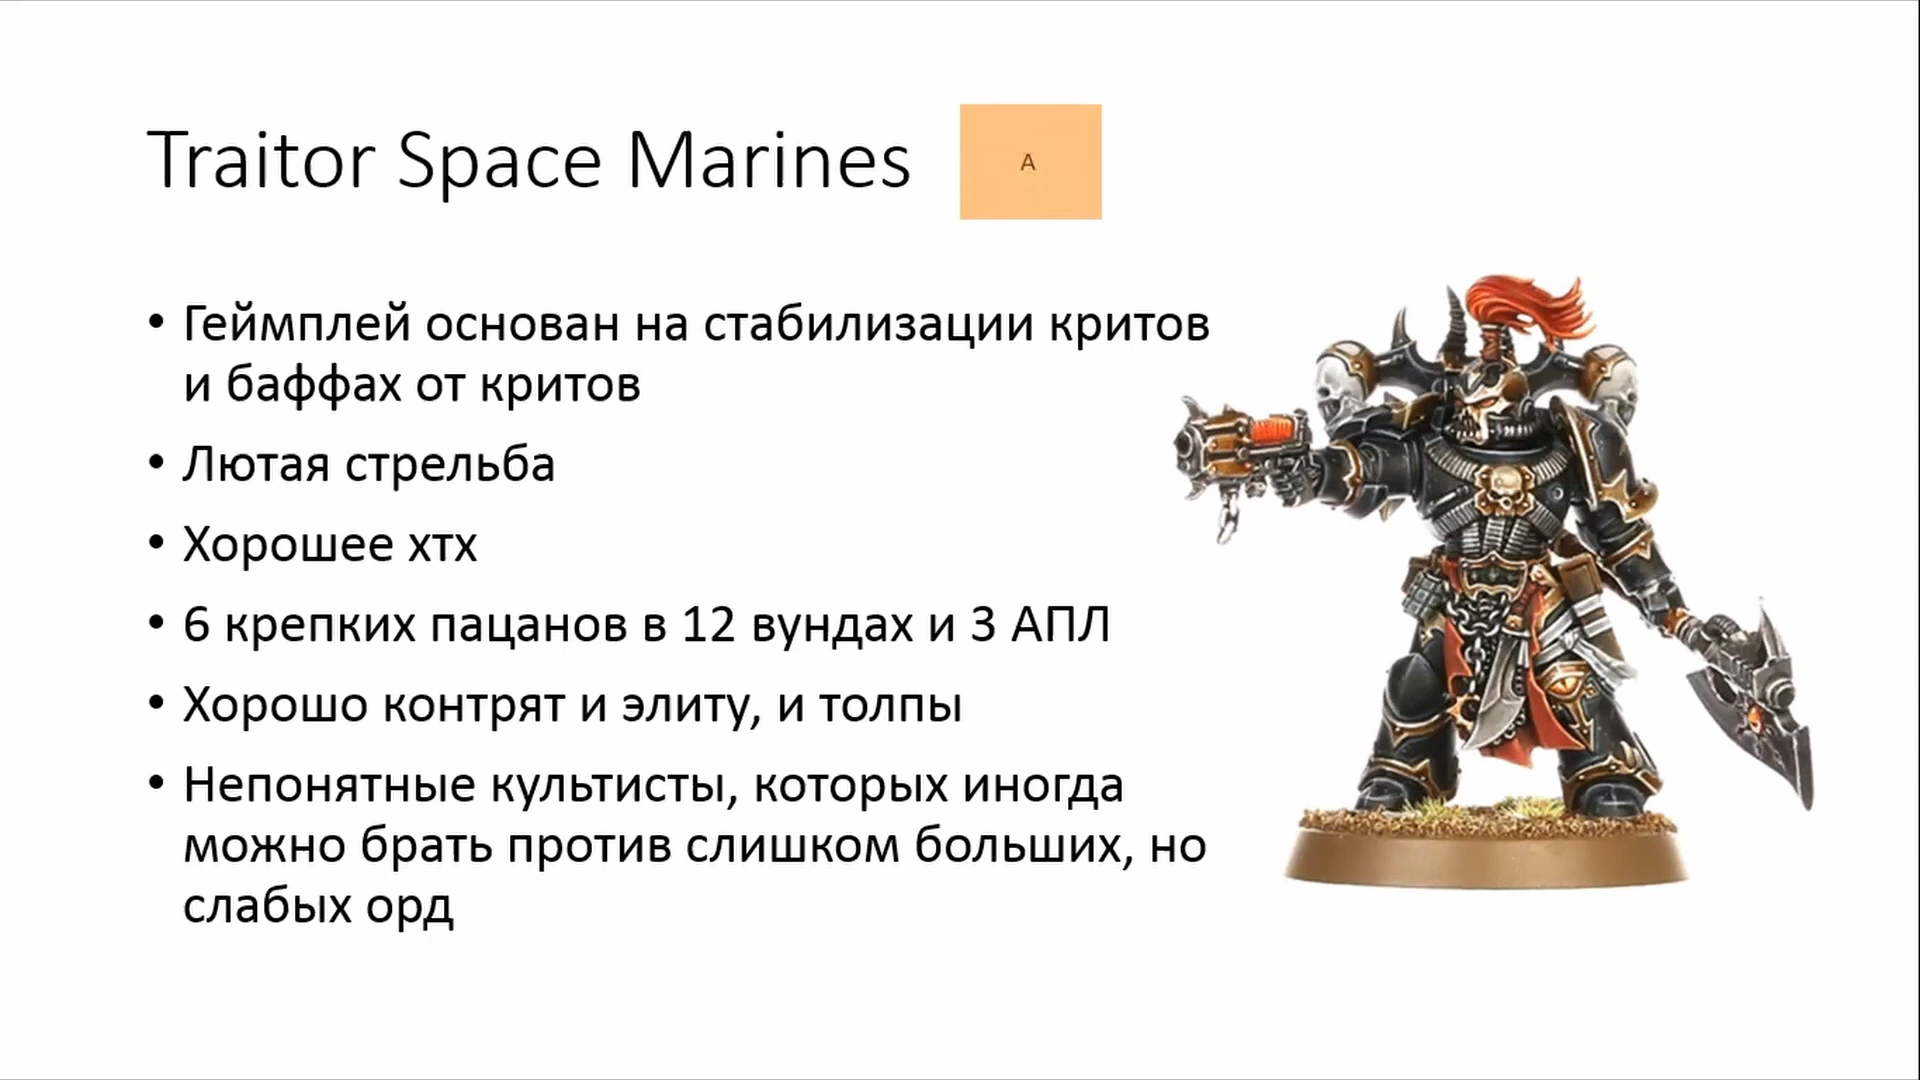 Traitor Space Marines
A
• Геймплей основан на стабилизации критов
и баффах от критов
• Лютая стрельба
• Хорошее хтх
• 6 крепких пацанов в 12 вундах и 3 АПЛ
• Хорошо контрят и элиту, и толпы
• Непонятные культисты, которых иногда
можно брать против слишком больших, но
слабых орд